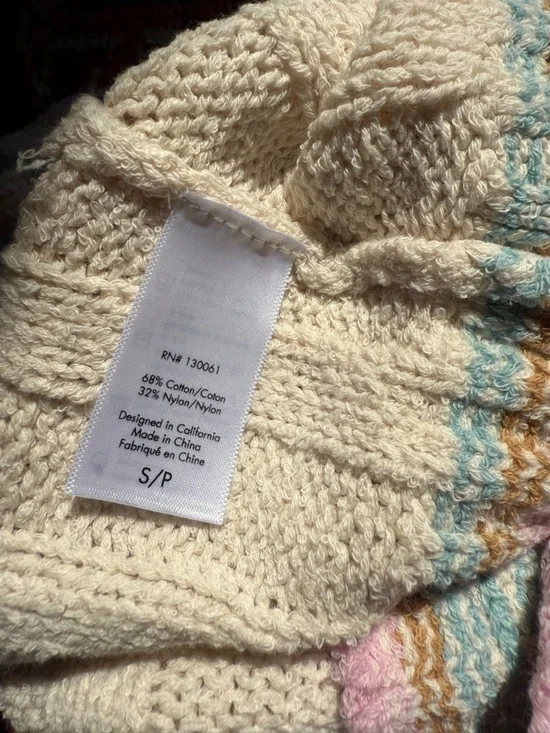 RN# 130061
68% Cotton/Coton
32% Nylon/Nylon
Designed in California
Made in China
Fabriqué en Chine
S/P